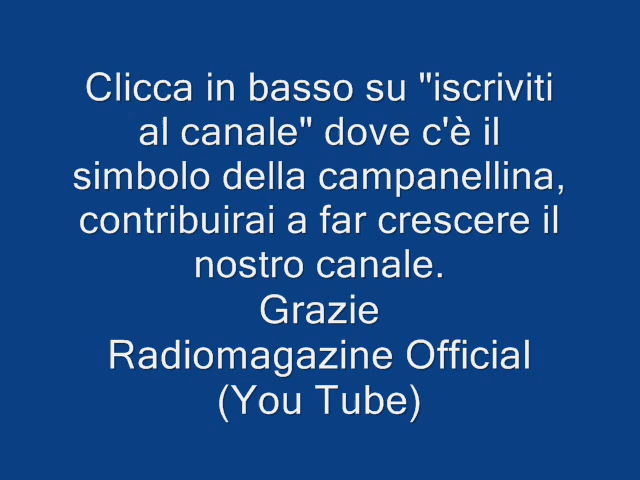 Clicca in basso su "iscriviti
al canale" dove c'è il
simbolo della campanellina,
contribuirai a far crescere il
nostro canale.
Grazie
Radiomagazine Official
(You Tube)